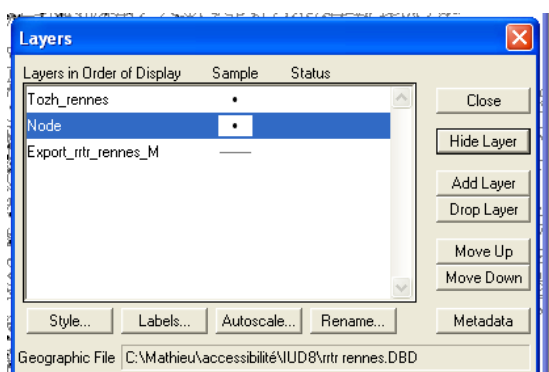 Layers
Layers in Order of Display Sample Status
Tozh_rennes
Close
Node
Hide Layer
Export_rrtr_rennes_M
Add Layer
Drop Layer
Move Up
Move Down
Style... Labels... Autoscale... Rename... Metadata
Geographic File C:\Mathieu\accessibilité\IUD8\rrtr rennes.DBD